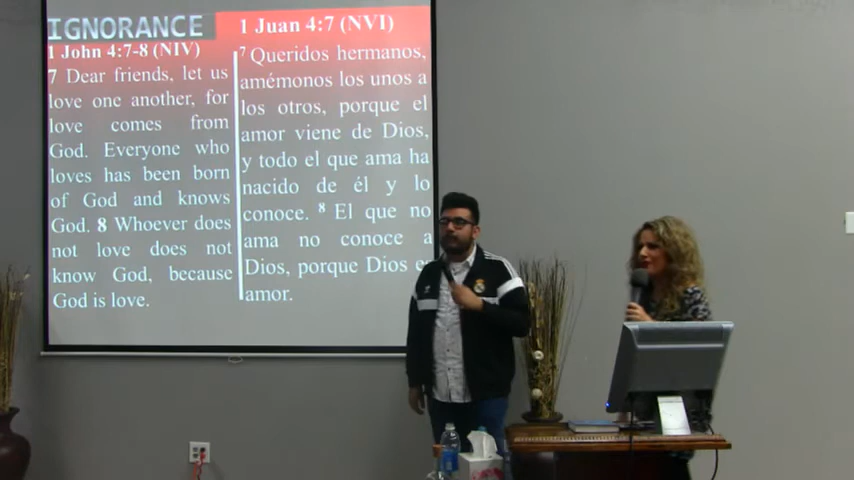 IGNORANCE
1 John 4:7-8 (NIV)
7 Dear friends, let us
love one another, for
love comes from
God. Everyone who
loves has been born
of God and knows
God. 8 Whoever does
not love does not
know God, because
God is love.
1 Juan 4:7 (NVI)
7 Queridos hermanos,
amémonos los unos a
los otros, porque el
amor viene de Dios,
y todo el que ama ha
nacido de él y lo
conoce. 8 El que no
ama no conoce a
Dios, porque Dios es
amor.